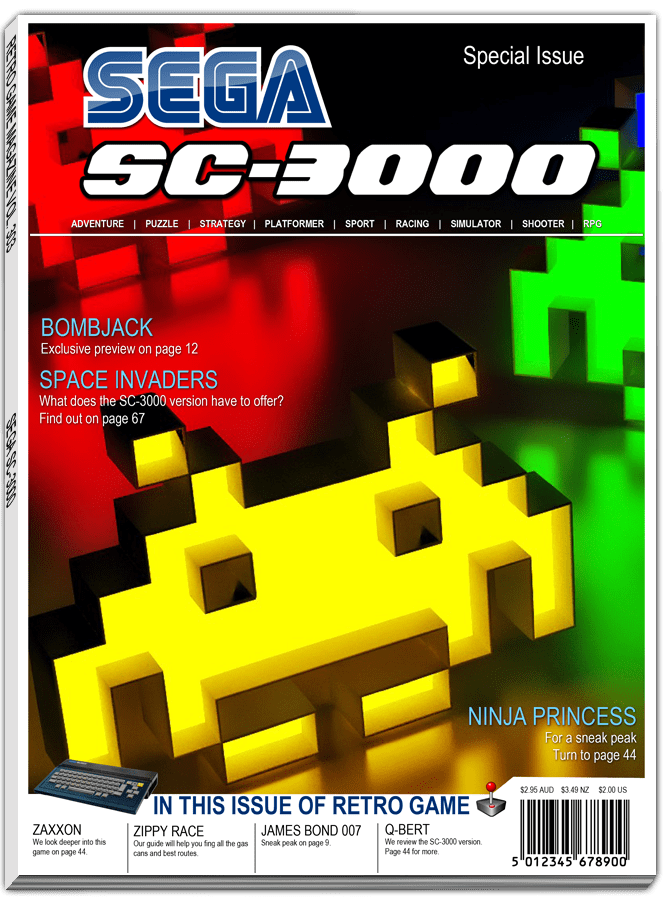 Special Issue
SEGA
SC-3000
ADVENTURE | PUZZLE | STRATEGY | PLATFORMER | SPORT | RACING | SIMULATOR | SHOOTER | RPG
BOMBJACK
Exclusive preview on page 12
SPACE INVADERS
What does the SC-3000 version have to offer?
Find out on page 67
NINJA PRINCESS
For a sneak peak
Turn to page 44
IN THIS ISSUE OF RETRO GAME
$2.95 AUD $3.49 NZ $2.00 US
ZAXXON
We look deeper into this
game on page 44.
ZIPPY RACE
Our guide will help you fing all the gas
cans and best routes.
JAMES BOND 007
Sneak peak on page 9.
Q-BERT
We review the SC-3000 version.
Page 44 for more.
5 012345 678900